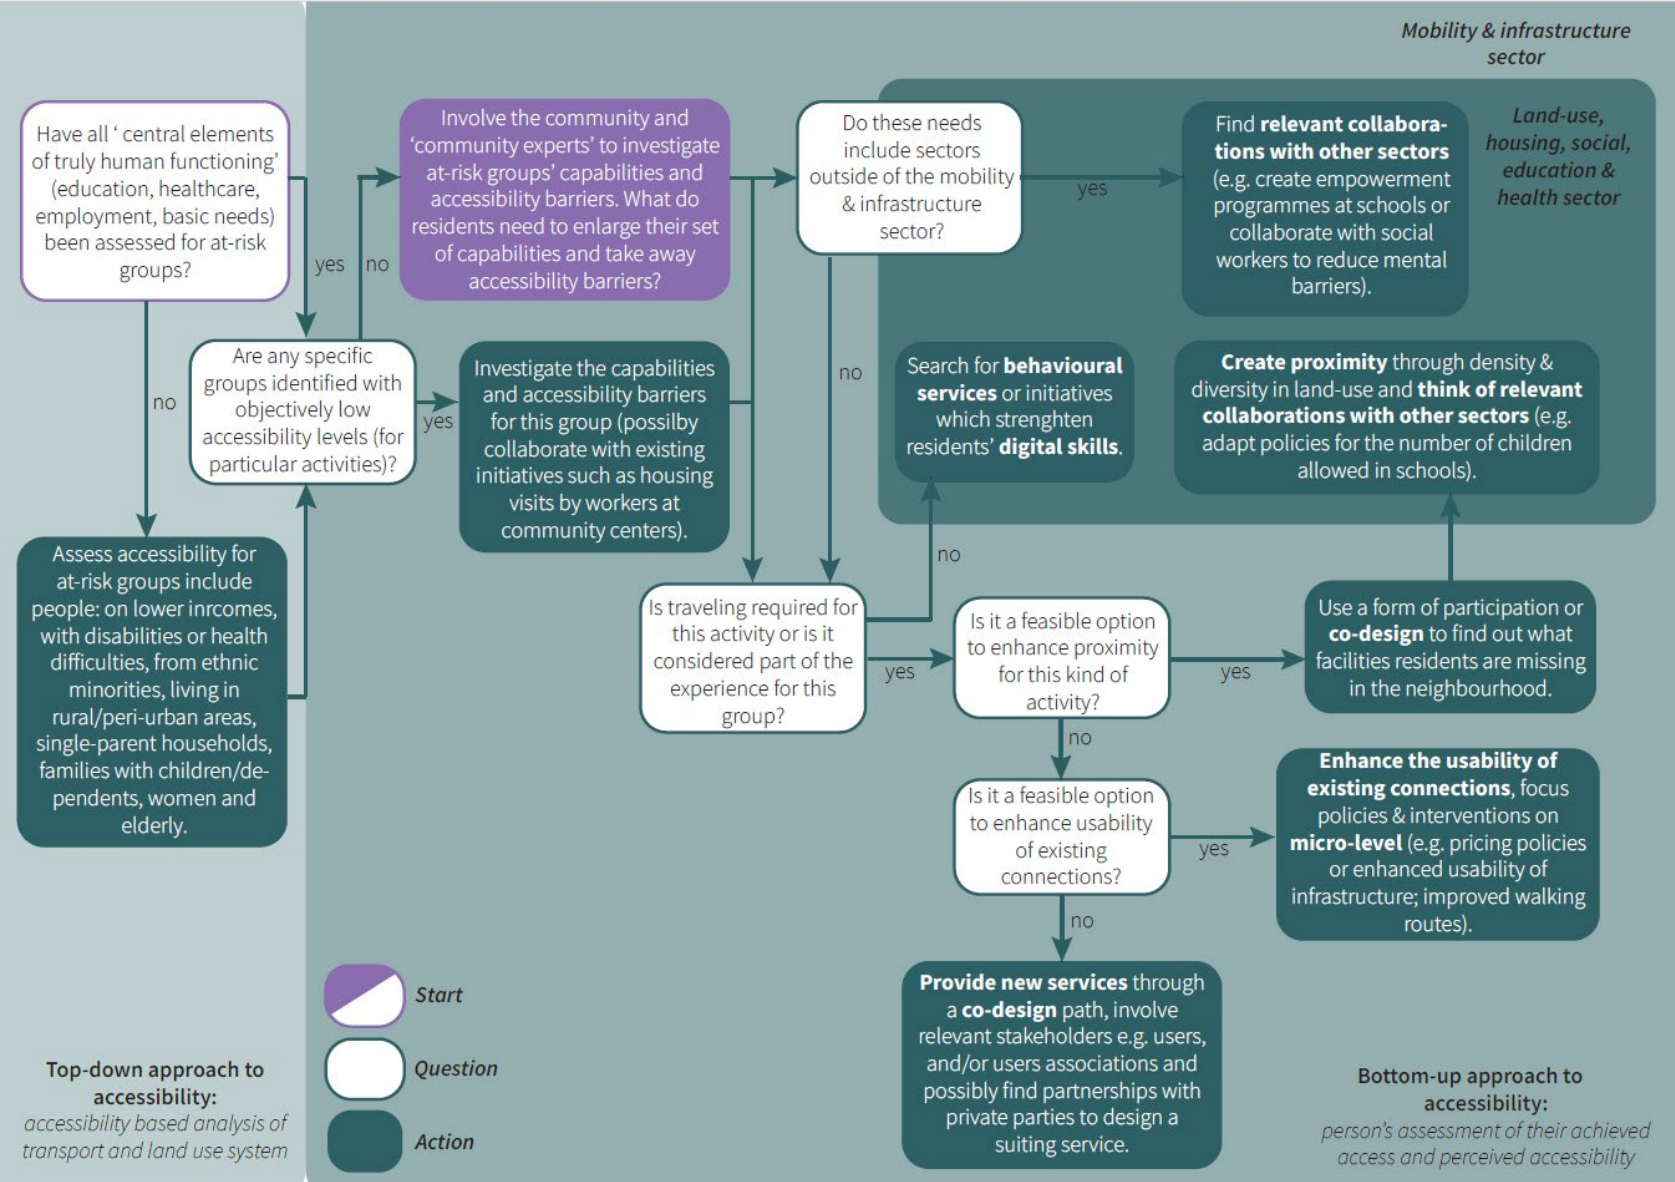 Mobility & infrastructure
sector
Land-use,
housing, social,
education &
health sector
Have all ‘ central elements
of truly human functioning’
(education, healthcare,
employment, basic needs)
been assessed for at-risk
groups?
yes
no
no
Involve the community and
‘community experts’ to investigate
at-risk groups’ capabilities and
accessibility barriers. What do
residents need to enlarge their set
of capabilities and take away
accessibility barriers?
Do these needs
include sectors
outside of the mobility
& infrastructure
sector?
yes
no
Find relevant collabora-
tions with other sectors
(e.g. create empowerment
programmes at schools or
collaborate with social
workers to reduce mental
barriers).
Are any specific
groups identified with
objectively low
accessibility levels (for
particular activities)?
yes
Investigate the capabilities
and accessibility barriers
for this group (possilby
collaborate with existing
initiatives such as housing
visits by workers at
community centers).
Search for behavioural
services or initiatives
which strenghten
residents’ digital skills.
Create proximity through density &
diversity in land-use and think of relevant
collaborations with other sectors (e.g.
adapt policies for the number of children
allowed in schools).
Assess accessibility for
at-risk groups include
people: on lower inrcomes,
with disabilities or health
difficulties, from ethnic
minorities, living in
rural/peri-urban areas,
single-parent households,
families with children/de-
pendents, women and
elderly.
Is traveling required for
this activity or is it
considered part of the
experience for this
group?
no
yes
Is it a feasible option
to enhance proximity
for this kind of
activity?
yes
no
Use a form of participation or
co-design to find out what
facilities residents are missing
in the neighbourhood.
Is it a feasible option
to enhance usability
of existing
connections?
yes
no
Enhance the usability of
existing connections, focus
policies & interventions on
micro-level (e.g. pricing policies
or enhanced usability of
infrastructure; improved walking
routes).
Provide new services through
a co-design path, involve
relevant stakeholders e.g. users,
and/or users associations and
possibly find partnerships with
private parties to design a
suiting service.
Start
Question
Action
Top-down approach to
accessibility:
accessibility based analysis of
transport and land use system
Bottom-up approach to
accessibility:
person’s assessment of their achieved
access and perceived accessibility